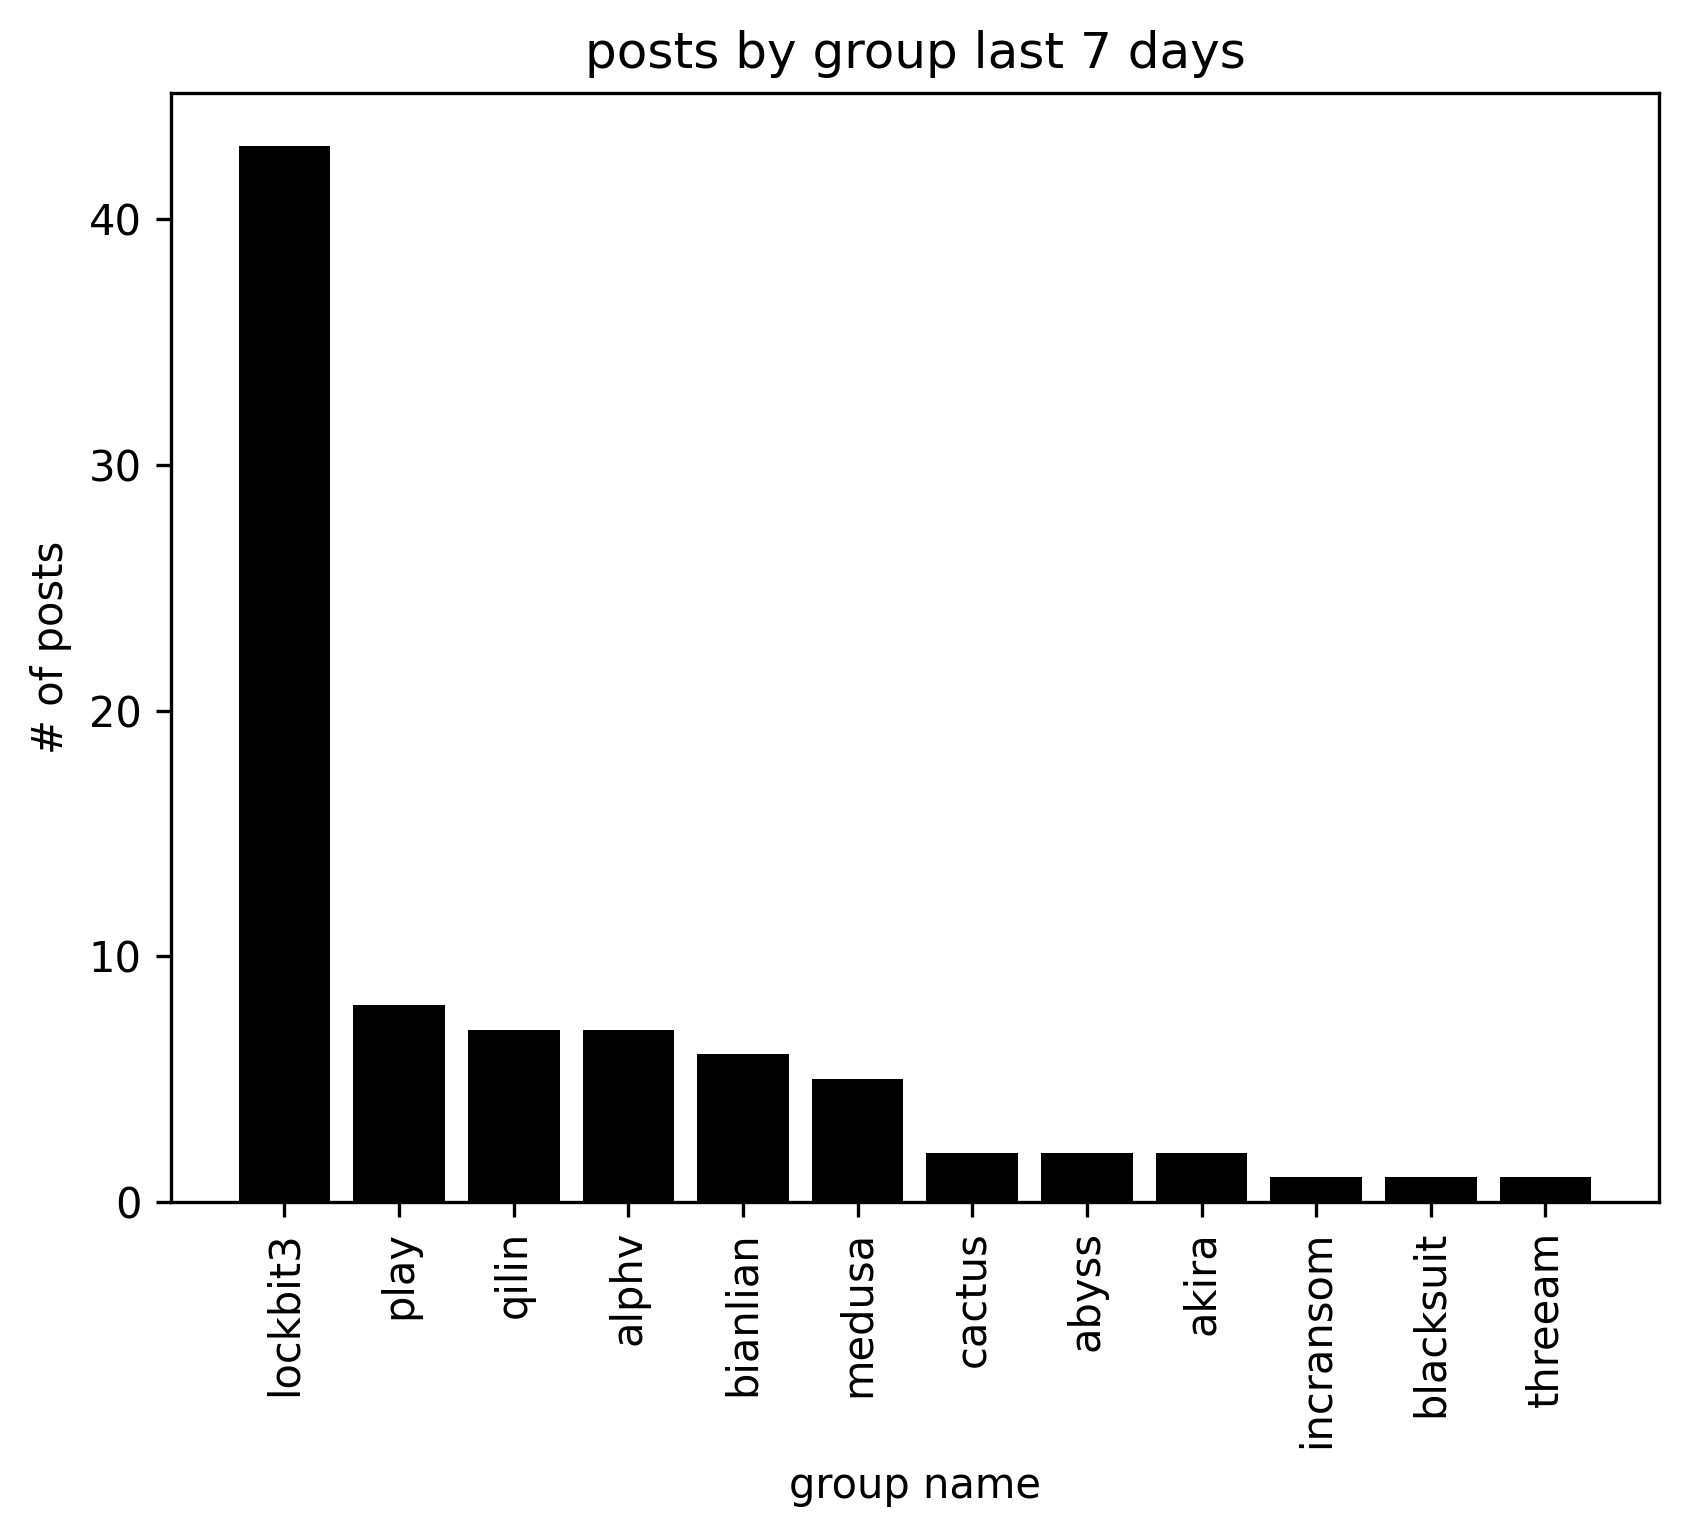 posts by group last 7 days
# of posts
40
30
20
10
0
lockbit3
play
qilin
alphv
bianlian
medusa
cactus
abyss
akira
incransom
blacksuit
threeam
group name